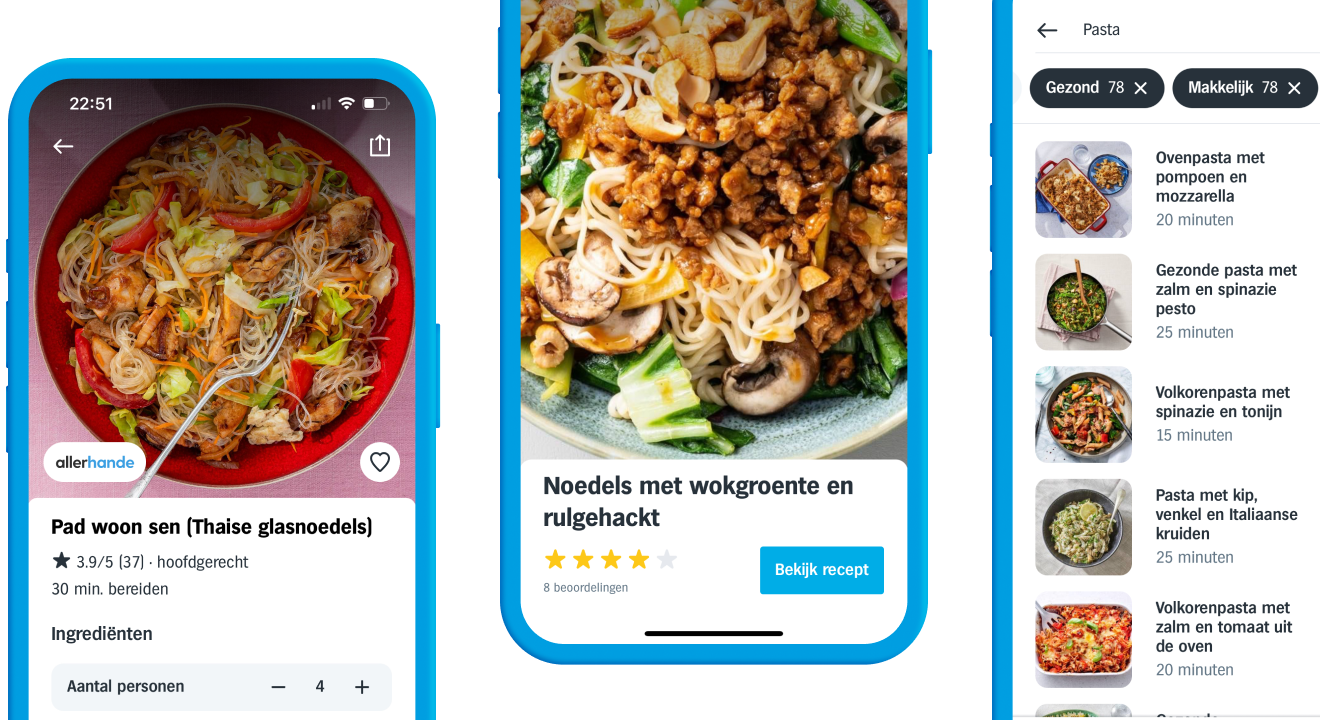 22:51
allerhande
Pad woon sen (Thaise glasnoedels)
3.9/5 (37) · hoofdgerecht
30 min. bereiden
Ingrediënten
Aantal personen
4
Noedels met wokgroente en
rulgehackt
8 beoordelingen
Bekijk recept
Pasta
Gezond 78
Makkelijk 78
Ovenpasta met
pompoen en
mozzarella
20 minuten
Gezonde pasta met
zalm en spinazie
pesto
25 minuten
Volkorenpasta met
spinazie en tonijn
15 minuten
Pasta met kip,
venkel en Italiaanse
kruiden
25 minuten
Volkorenpasta met
zalm en tomaat uit
de oven
20 minuten